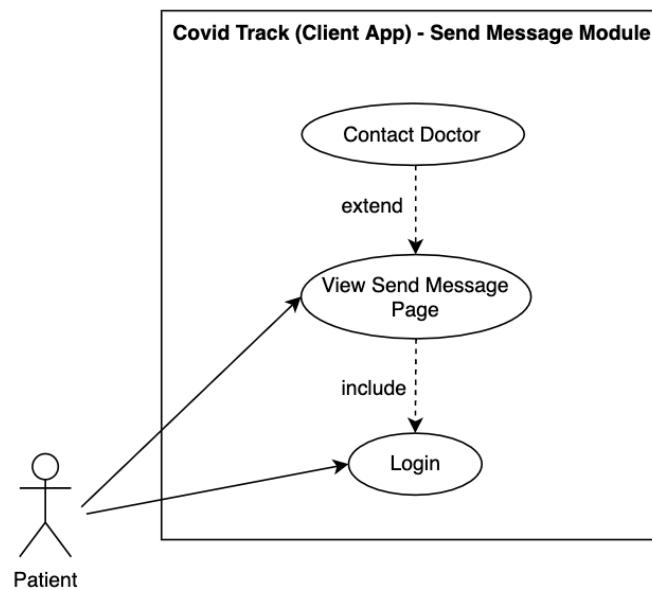 Covid Track (Client App) - Send Message Module
Contact Doctor
extend
View Send Message
Page
include
Login
Patient